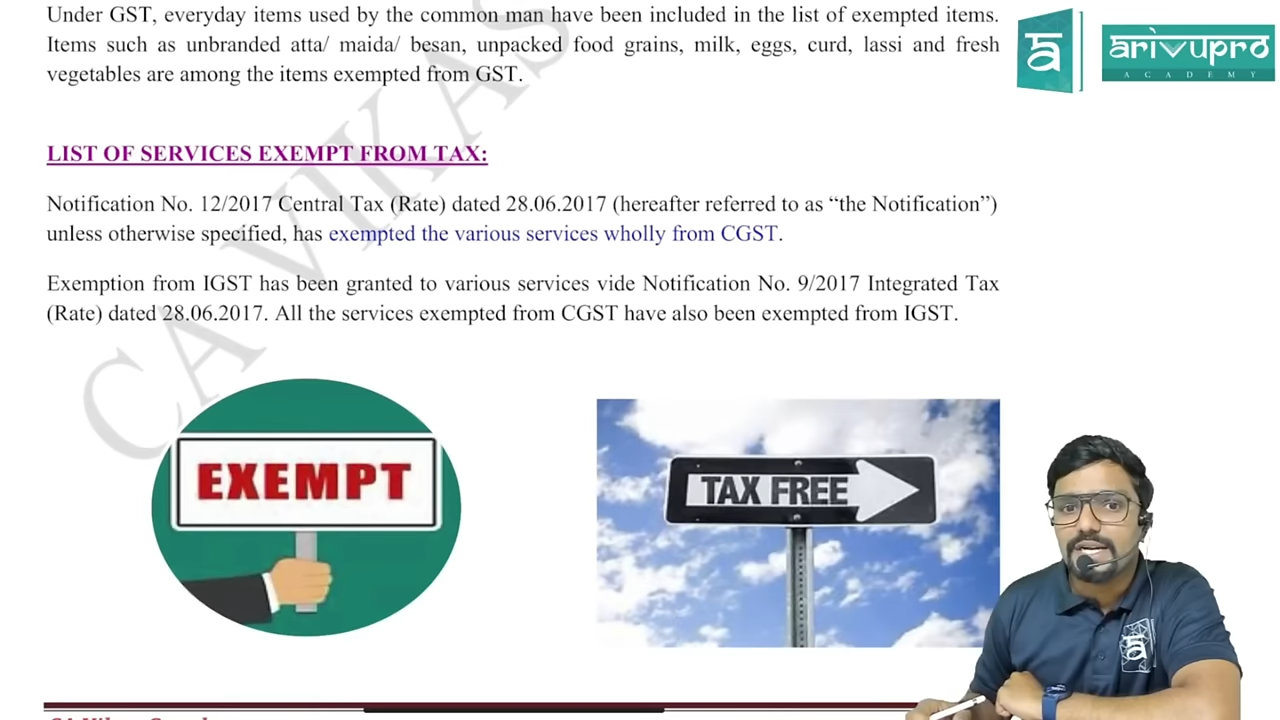 Under GST, everyday items used by the common man have been included in the list of exempted items.
Items such as unbranded atta/ maida/ besan, unpacked food grains, milk, eggs, curd, lassi and fresh
vegetables are among the items exempted from GST.
arivupro
ACADEMY
LIST OF SERVICES EXEMPT FROM TAX:
Notification No. 12/2017 Central Tax (Rate) dated 28.06.2017 (hereafter referred to as “the Notification”)
unless otherwise specified, has exempted the various services wholly from CGST.
Exemption from IGST has been granted to various services vide Notification No. 9/2017 Integrated Tax
(Rate) dated 28.06.2017. All the services exempted from CGST have also been exempted from IGST.
CA VIKAS
EXEMPT
TAX FREE